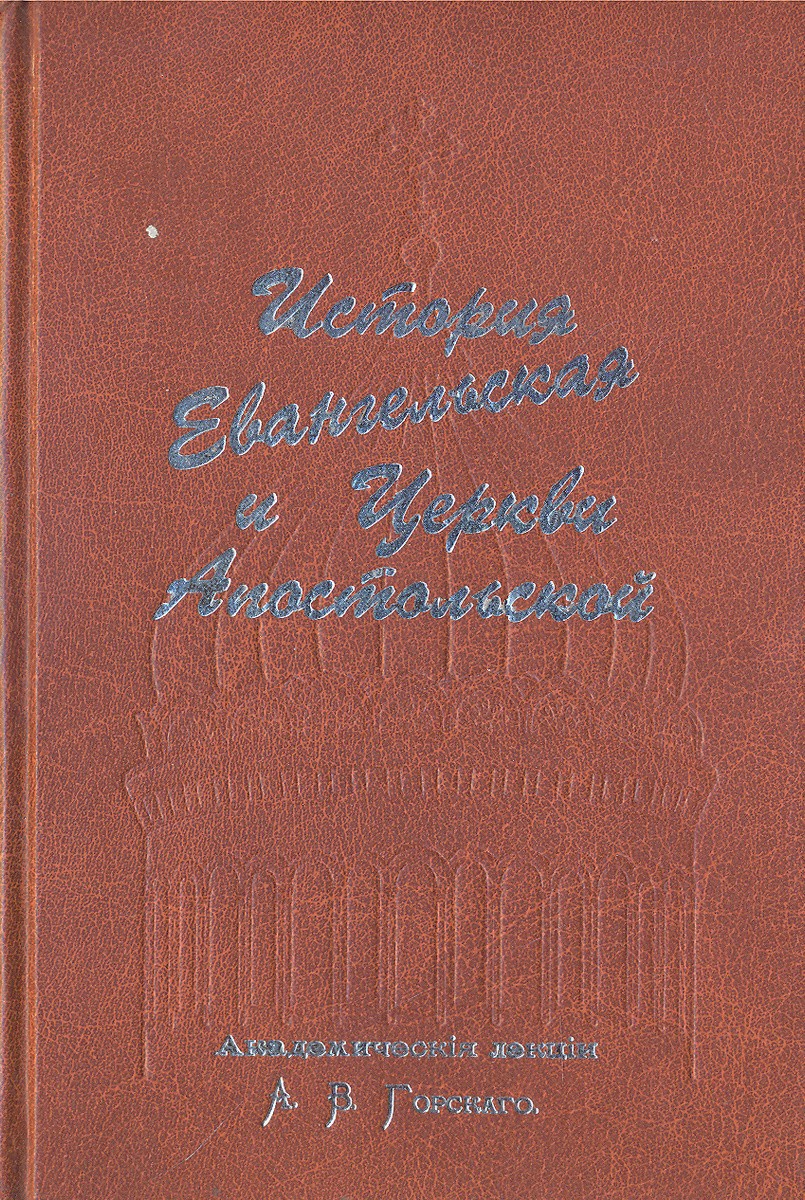 История
Евангельская
и Церкви
Апостольской
Академическія лекціи
А. В. Горскаго.